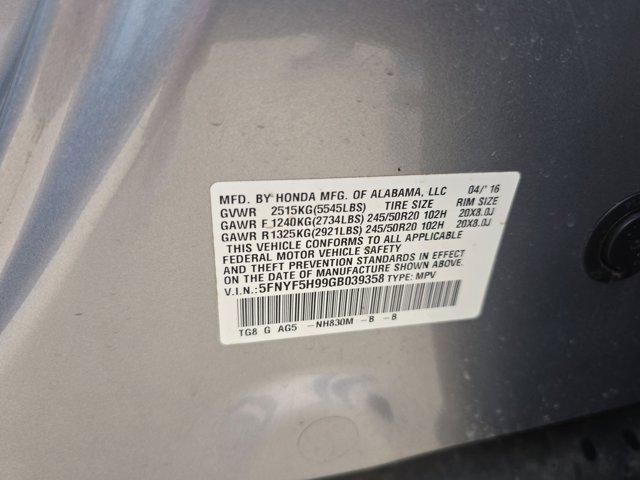 MFD. BY HONDA MFG. OF ALABAMA, LLC 04/'16
GVWR 2515KG(5545LBS) TIRE SIZE RIM SIZE
GAWR F 1240KG(2734LBS) 245/50R20 102H 20X8.0J
GAWR R1325KG(2921LBS) 245/50R20 102H 20X8.0J
THIS VEHICLE CONFORMS TO ALL APPLICABLE
FEDERAL MOTOR VEHICLE SAFETY
AND THEFT PREVENTION STANDARDS IN EFFECT
ON THE DATE OF MANUFACTURE SHOWN ABOVE.
V.I.N.:5FNYF5H99GB039358 TYPE: MPV
TG8 G AG5 -NH830M -B -B